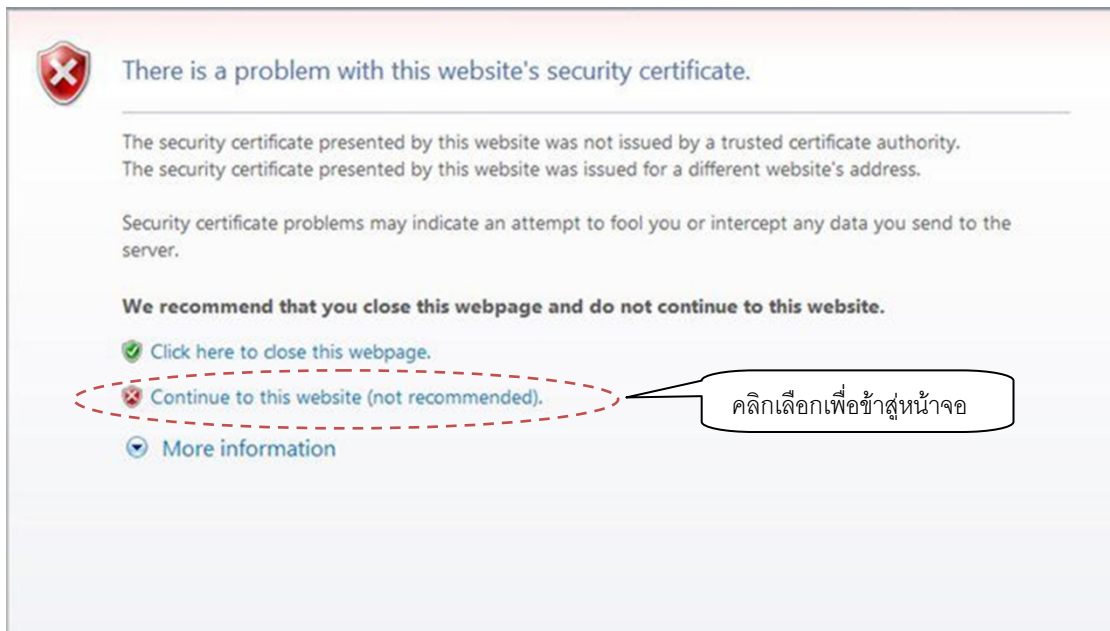 There is a problem with this website's security certificate.
The security certificate presented by this website was not issued by a trusted certificate authority.
The security certificate presented by this website was issued for a different website's address.
Security certificate problems may indicate an attempt to fool you or intercept any data you send to the
server.
We recommend that you close this webpage and do not continue to this website.
Click here to close this webpage.
Continue to this website (not recommended).
คลิกเลือกเพื่อข้าสู่หน้าจอ
More information